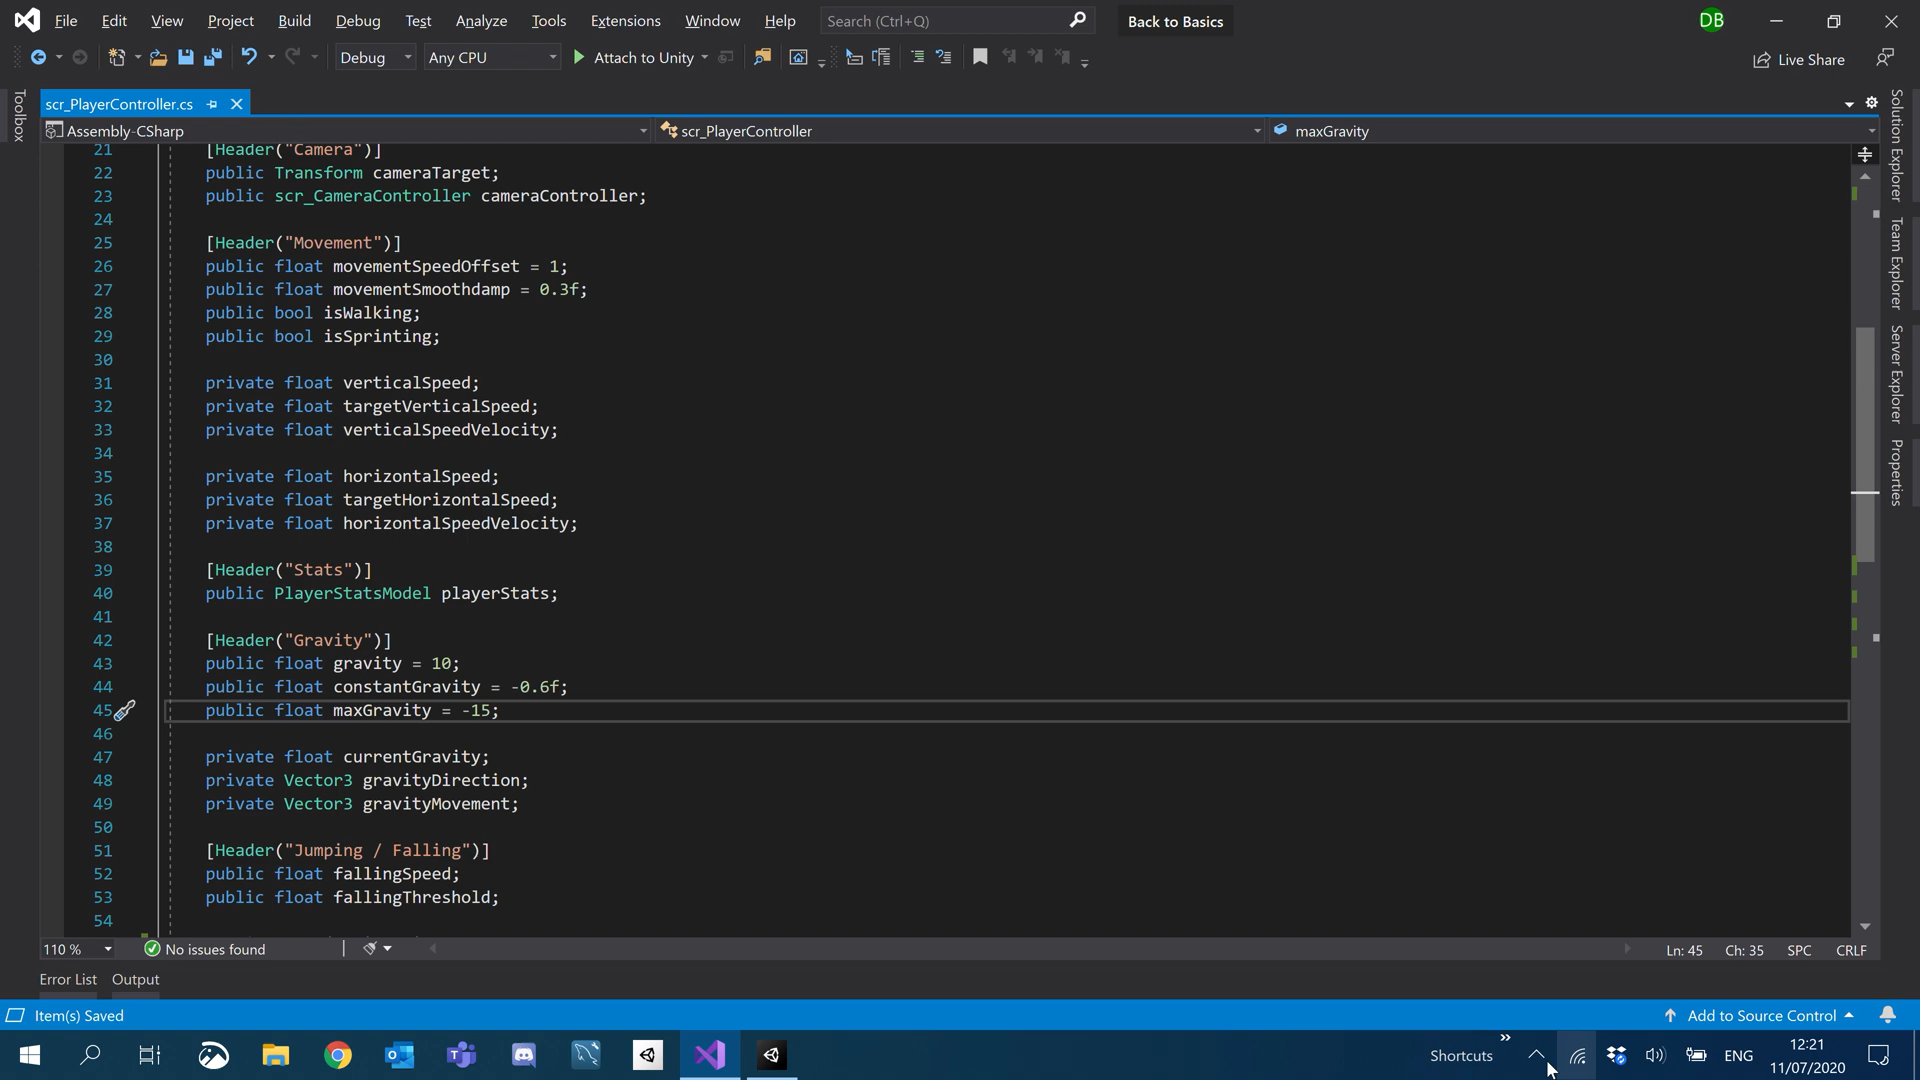 File Edit View Project Build Debug Test Analyze Tools Extensions Window Help Search (Ctrl+Q) Back to Basics DB
Debug Any CPU Attach to Unity Live Share
scr_PlayerController.cs
Assembly-CSharp scr_PlayerController maxGravity
21 [Header("Camera")]
22 public Transform cameraTarget;
23 public scr_CameraController cameraController;
24
25 [Header("Movement")]
26 public float movementSpeedOffset = 1;
27 public float movementSmoothdamp = 0.3f;
28 public bool isWalking;
29 public bool isSprinting;
30
31 private float verticalSpeed;
32 private float targetVerticalSpeed;
33 private float verticalSpeedVelocity;
34
35 private float horizontalSpeed;
36 private float targetHorizontalSpeed;
37 private float horizontalSpeedVelocity;
38
39 [Header("Stats")]
40 public PlayerStatsModel playerStats;
41
42 [Header("Gravity")]
43 public float gravity = 10;
44 public float constantGravity = -0.6f;
45 public float maxGravity = -15;
46
47 private float currentGravity;
48 private Vector3 gravityDirection;
49 private Vector3 gravityMovement;
50
51 [Header("Jumping / Falling")]
52 public float fallingSpeed;
53 public float fallingThreshold;
54
110 % No issues found Ln: 45 Ch: 35 SPC CRLF
Error List Output
Item(s) Saved Add to Source Control
Shortcuts ENG 12:21
11/07/2020
Toolbox
Solution Explorer
Team Explorer
Server Explorer
Properties